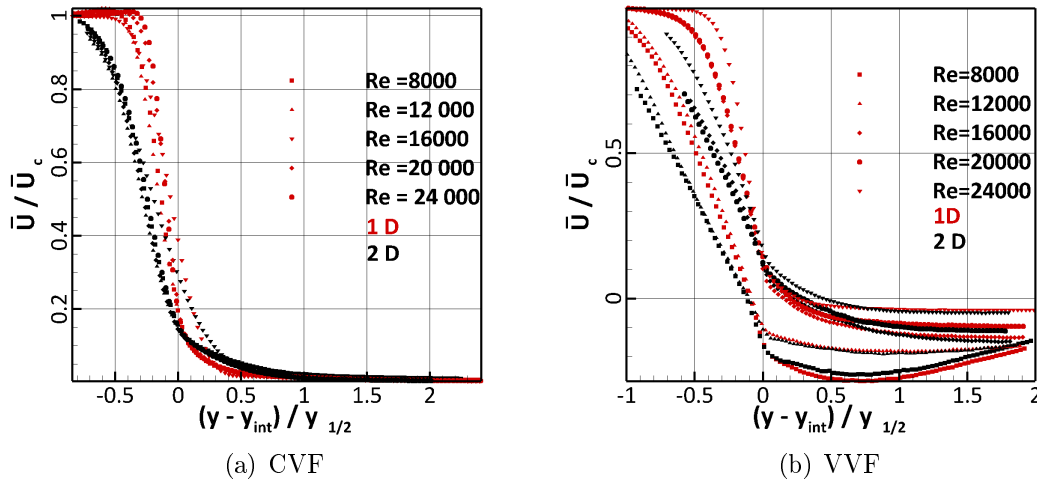 1
0.8
0.6
0.4
0.2
Ū / Ū c
Re =8000
Re =12 000
Re =16000
Re =20 000
Re = 24 000
1 D
2 D
-0.5 0 0.5 1 1.5 2
(y - yint) / y 1/2
(a) CVF
0.5
0
Ū / Ū c
Re=8000
Re=12000
Re=16000
Re=20000
Re=24000
1D
2 D
-1 -0.5 0 0.5 1 1.5 2
(y - yint) / y 1/2
(b) VVF